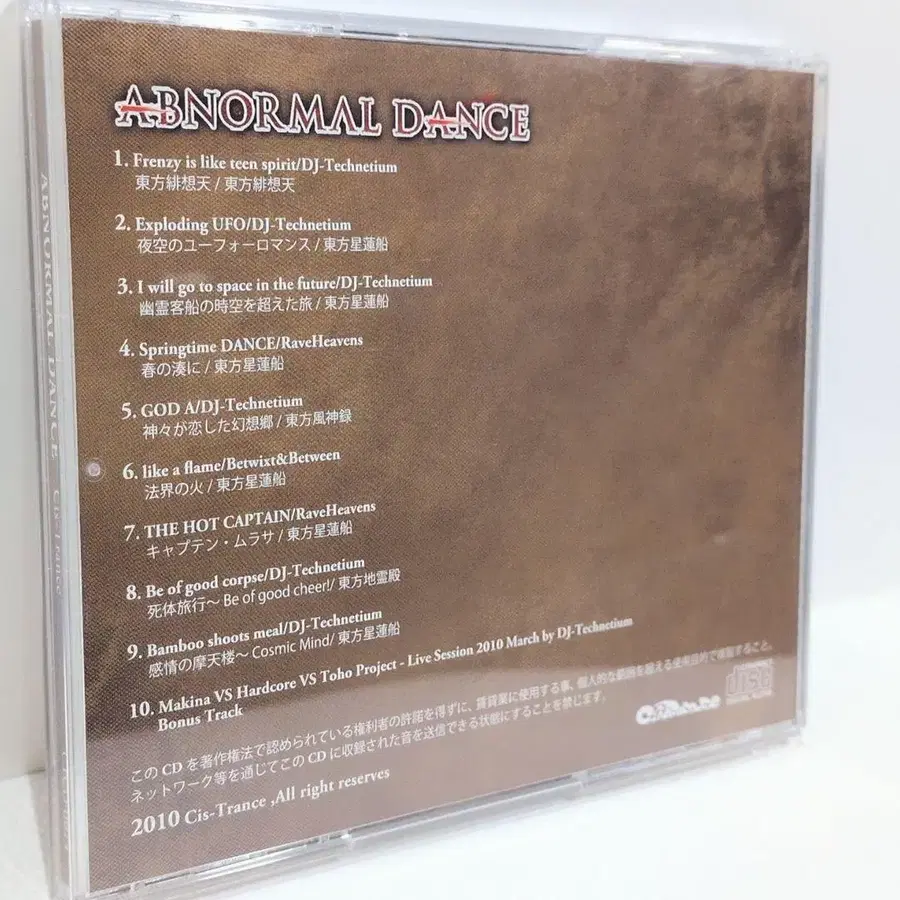 ABNORMAL DANCE
1. Frenzy is like teen spirit/DJ-Technetium
東方緋想天 / 東方緋想天
2. Exploding UFO/DJ-Technetium
夜空のユーフォーロマンス / 東方星蓮船
3. I will go to space in the future/DJ-Technetium
幽霊客船の時空を超えた旅 / 東方星蓮船
4. Springtime DANCE/RaveHeavens
春の湊に / 東方星蓮船
5. GOD A/DJ-Technetium
神々が恋した幻想郷 / 東方風神録
6. like a flame/Betwixt&Between
法界の火 / 東方星蓮船
7. THE HOT CAPTAIN/RaveHeavens
キャプテン・ムラサ / 東方星蓮船
8. Be of good corpse/DJ-Technetium
死体旅行～ Be of good cheer!/ 東方地霊殿
9. Bamboo shoots meal/DJ-Technetium
感情の摩天楼～ Cosmic Mind/ 東方星蓮船
10. Makina VS Hardcore VS Toho Project - Live Session 2010 March by DJ-Technetium
Bonus Track
この CD を著作権法で認められている権利者の許諾を得ずに、賃貸業に使用する事、個人的な範囲を超える使用目的で複製すること、
ネットワーク等を通じてこの CD に収録された音を送信できる状態にすることを禁じます。
2010 Cis-Trance ,All right reserves
ABNORMAL DANCE Cis-Trance
DISC